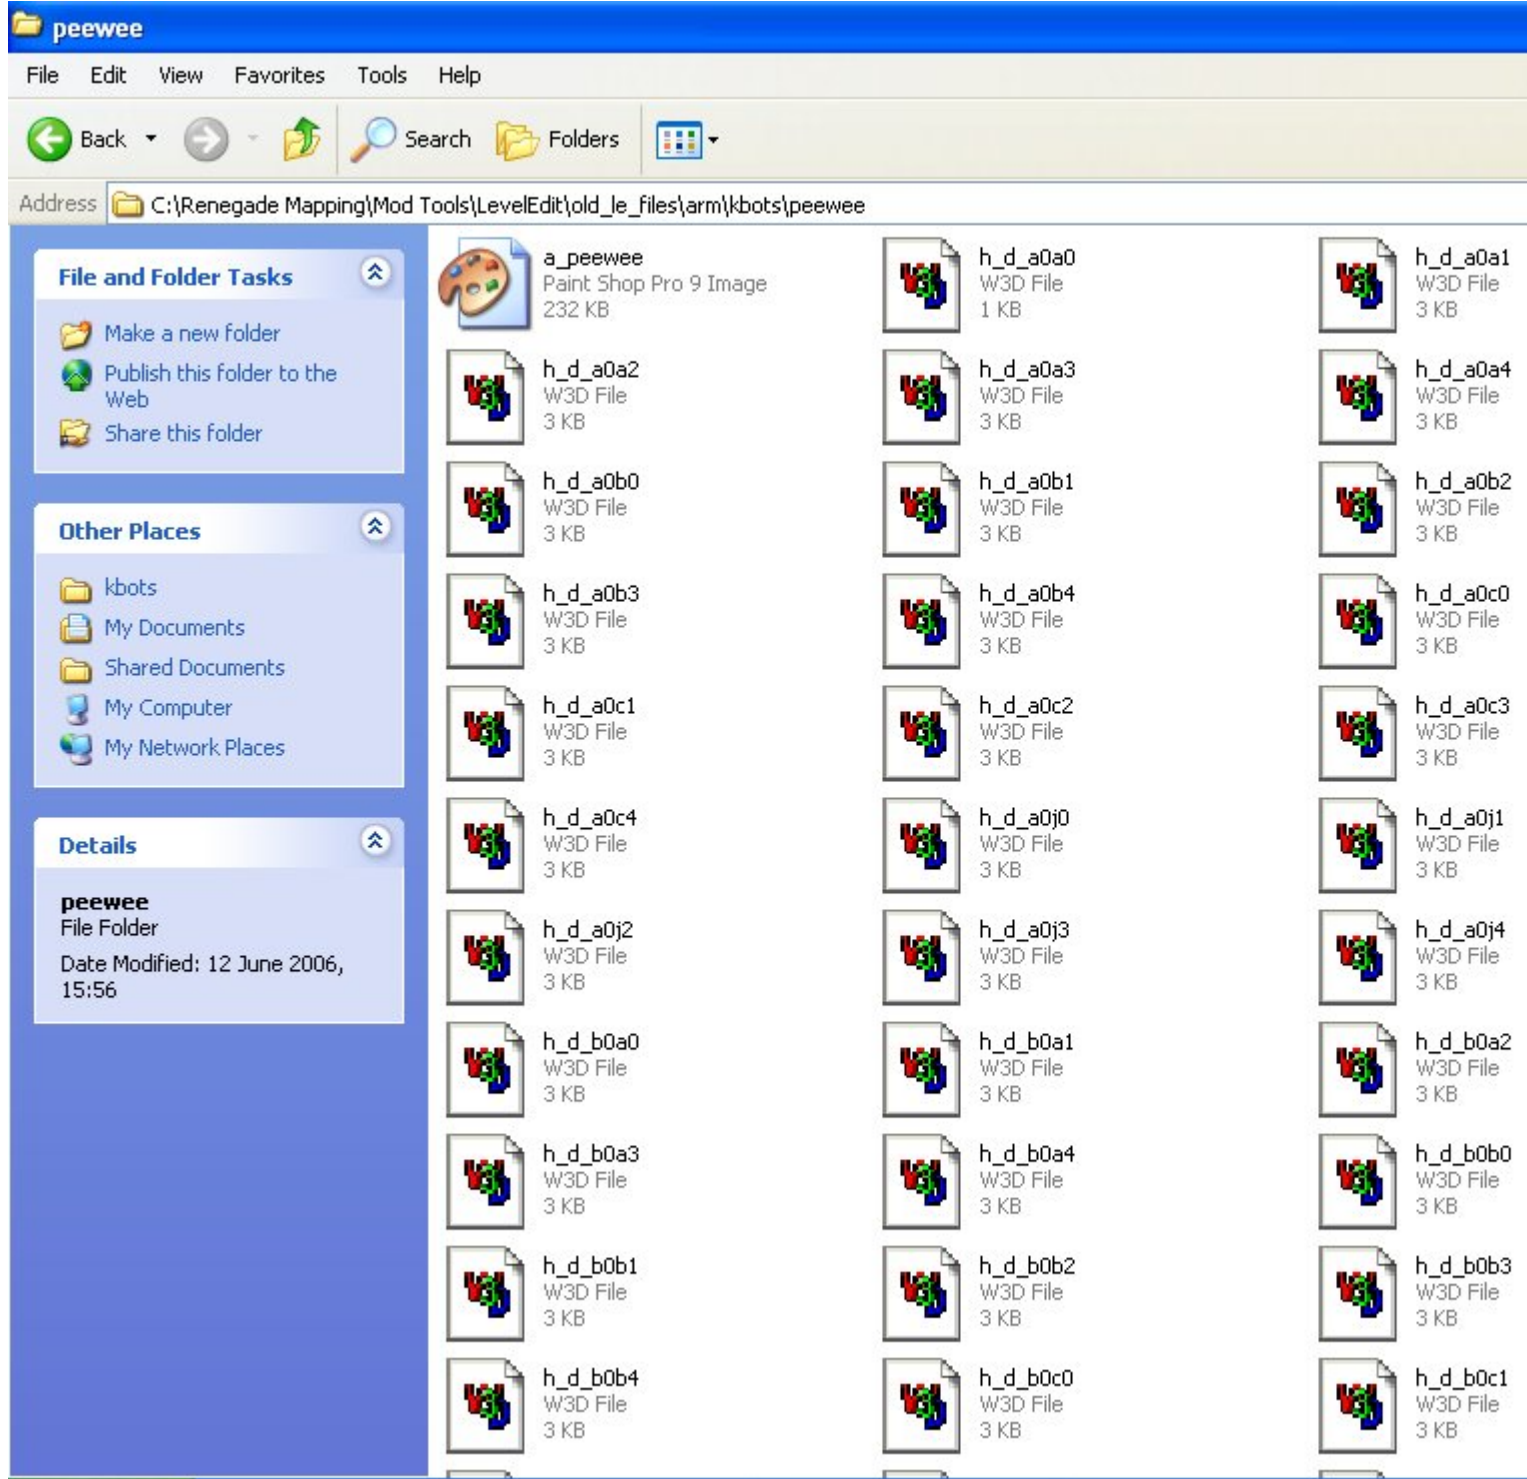 peewee
File Edit View Favorites Tools Help
Back Search Folders
Address C:\Renegade Mapping\Mod Tools\LevelEdit\old_le_files\arm\kbots\peewee
File and Folder Tasks
Make a new folder
Publish this folder to the
Web
Share this folder
Other Places
kbots
My Documents
Shared Documents
My Computer
My Network Places
Details
peewee
File Folder
Date Modified: 12 June 2006,
15:56
a_peewee h_d_a0a0 h_d_a0a1
Paint Shop Pro 9 Image W3D File W3D File
232 KB 1 KB 3 KB
h_d_a0a2 h_d_a0a3 h_d_a0a4
W3D File W3D File W3D File
3 KB 3 KB 3 KB
h_d_a0b0 h_d_a0b1 h_d_a0b2
W3D File W3D File W3D File
3 KB 3 KB 3 KB
h_d_a0b3 h_d_a0b4 h_d_a0c0
W3D File W3D File W3D File
3 KB 3 KB 3 KB
h_d_a0c1 h_d_a0c2 h_d_a0c3
W3D File W3D File W3D File
3 KB 3 KB 3 KB
h_d_a0c4 h_d_a0j0 h_d_a0j1
W3D File W3D File W3D File
3 KB 3 KB 3 KB
h_d_a0j2 h_d_a0j3 h_d_a0j4
W3D File W3D File W3D File
3 KB 3 KB 3 KB
h_d_b0a0 h_d_b0a1 h_d_b0a2
W3D File W3D File W3D File
3 KB 3 KB 3 KB
h_d_b0a3 h_d_b0a4 h_d_b0b0
W3D File W3D File W3D File
3 KB 3 KB 3 KB
h_d_b0b1 h_d_b0b2 h_d_b0b3
W3D File W3D File W3D File
3 KB 3 KB 3 KB
h_d_b0b4 h_d_b0c0 h_d_b0c1
W3D File W3D File W3D File
3 KB 3 KB 3 KB